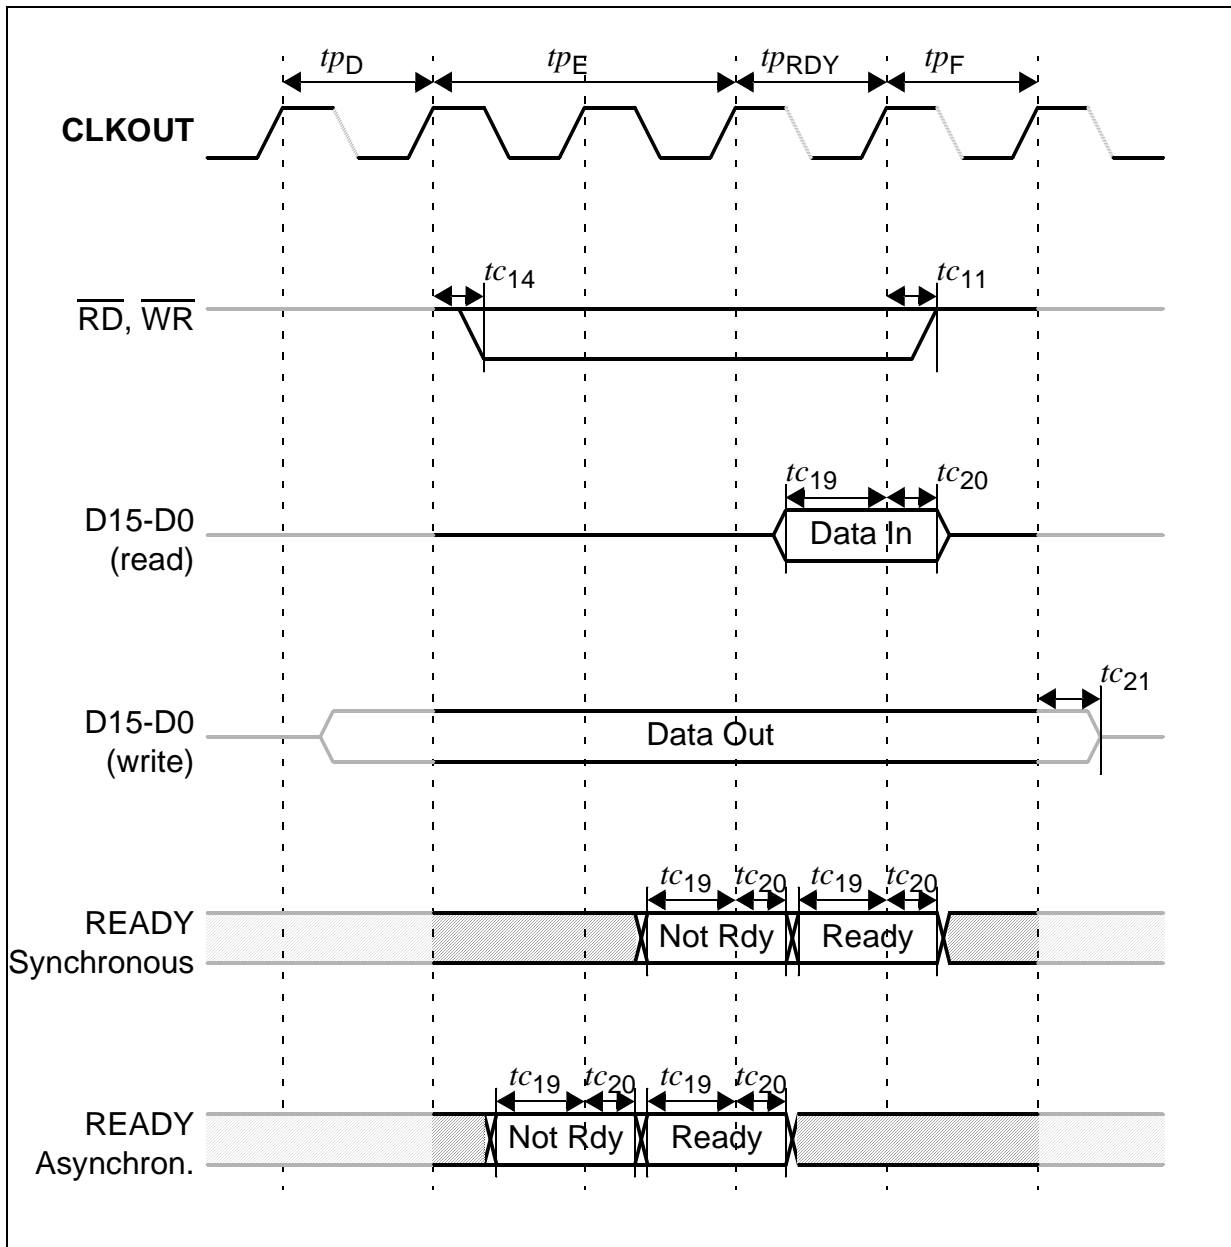 tpD tpE tpRDY tpF
CLKOUT
tc14 tc11
RD, WR
tc19 tc20
D15-D0
(read)
Data In
tc21
D15-D0
(write)
Data Out
tc19 tc20 tc19 tc20
READY
Synchronous
Not Rdy Ready
tc19 tc20 tc19 tc20
READY
Asynchron.
Not Rdy Ready